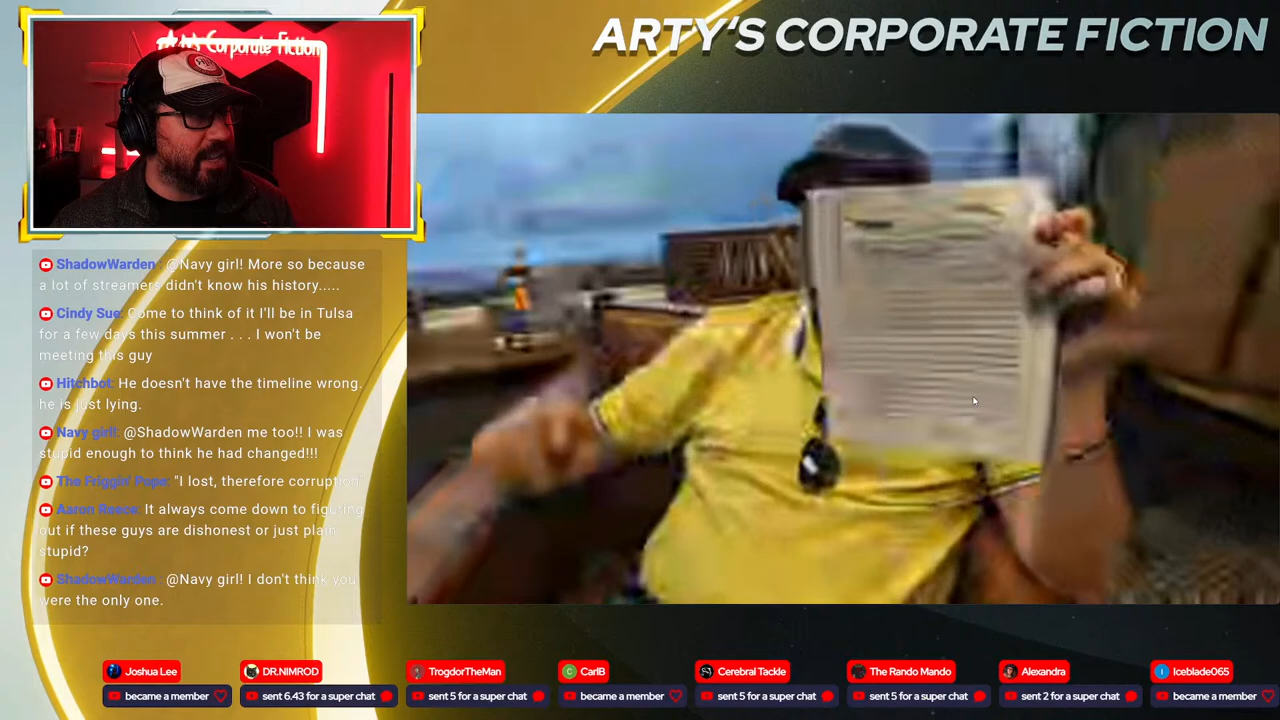 ARTY'S CORPORATE FICTION
Corporate Fiction
ShadowWarden: @Navy girl! More so because
a lot of streamers didn't know his history.....
Cindy Sue: Come to think of it I'll be in Tulsa
for a few days this summer . . . I won't be
meeting this guy
Hitchbot: He doesn't have the timeline wrong.
he is just lying.
Navy girl!: @ShadowWarden me too!! I was
stupid enough to think he had changed!!!
The Friggin' Pope: "I lost, therefore corruption
Aaron Reece: It always come down to figuring
out if these guys are dishonest or just plain
stupid?
ShadowWarden: @Navy girl! I don't think you
were the only one.
Joshua Lee
became a member
DR.NIMROD
sent 6.43 for a super chat
TrogdorTheMan
sent 5 for a super chat
CarlB
became a member
Cerebral Tackle
sent 5 for a super chat
The Rando Mando
sent 5 for a super chat
Alexandra
sent 2 for a super chat
Iceblade065
became a member